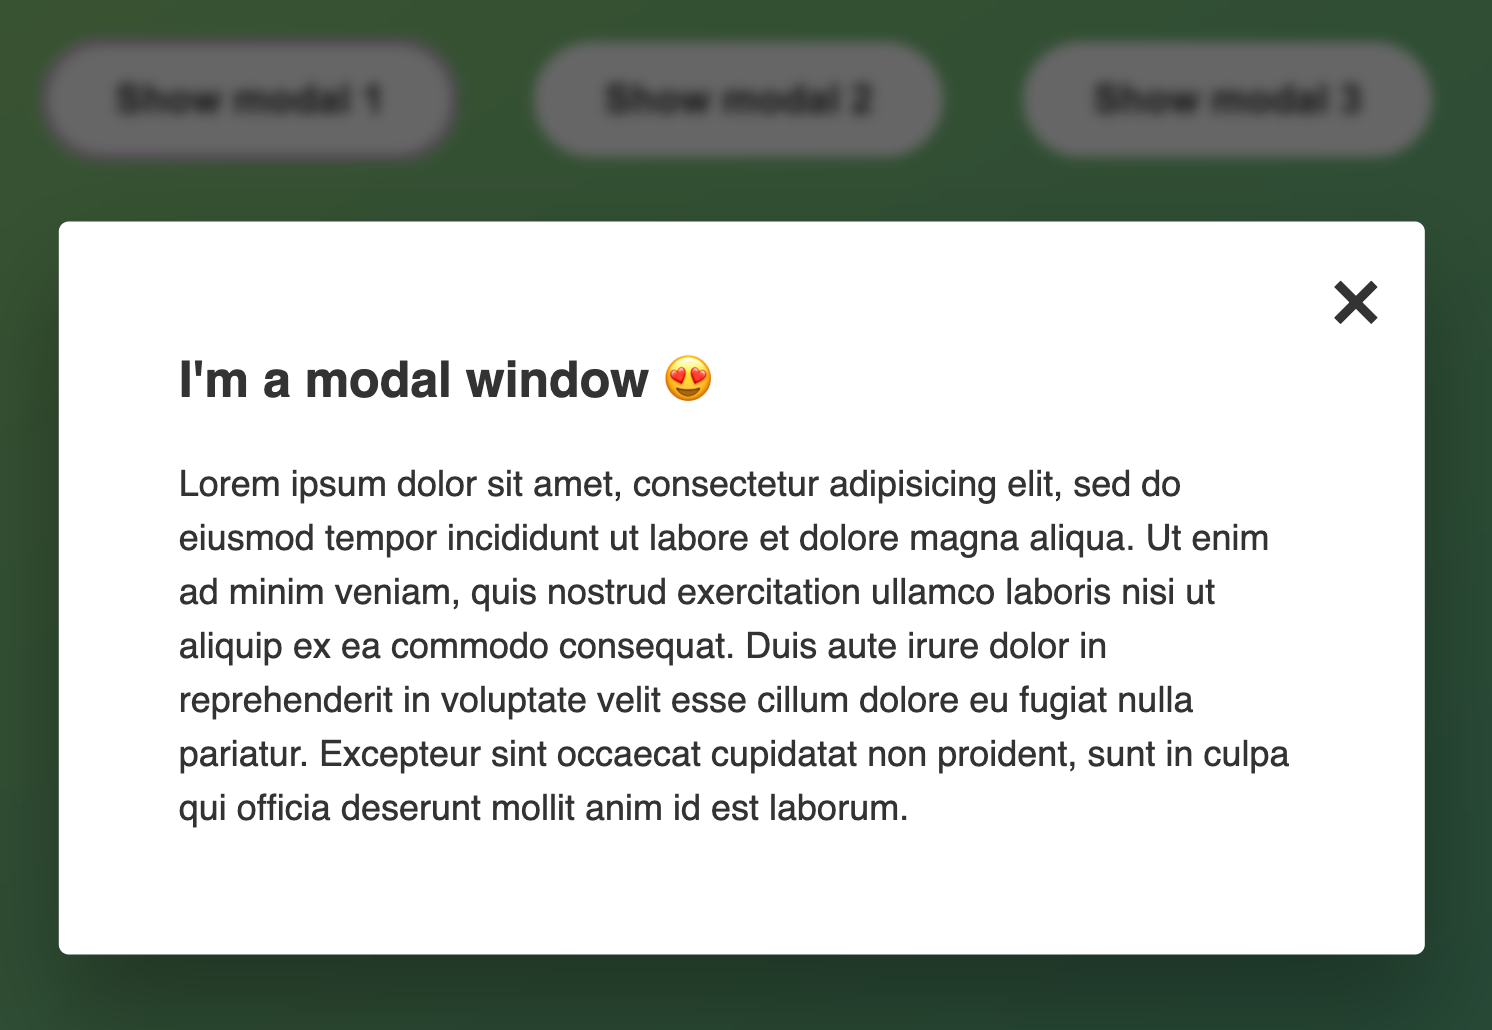 Show modal 1
Show modal 2
Show modal 3
I'm a modal window 😍
Lorem ipsum dolor sit amet, consectetur adipisicing elit, sed do
eiusmod tempor incididunt ut labore et dolore magna aliqua. Ut enim
ad minim veniam, quis nostrud exercitation ullamco laboris nisi ut
aliquip ex ea commodo consequat. Duis aute irure dolor in
reprehenderit in voluptate velit esse cillum dolore eu fugiat nulla
pariatur. Excepteur sint occaecat cupidatat non proident, sunt in culpa
qui officia deserunt mollit anim id est laborum.